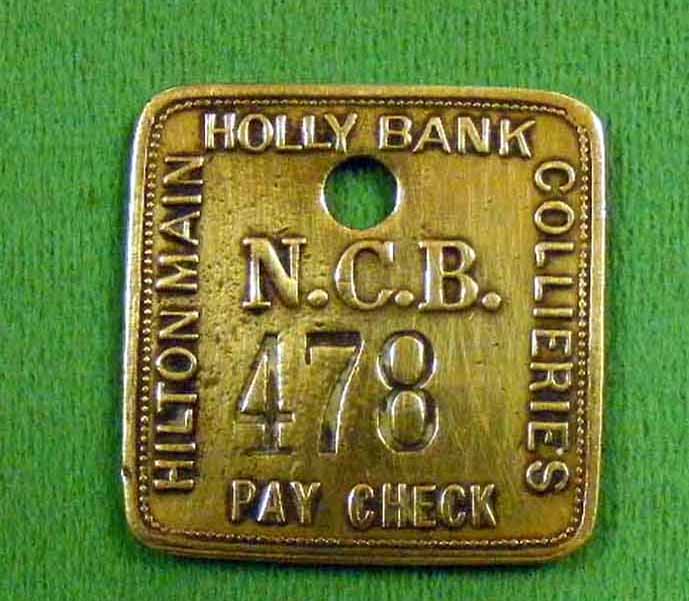 HILTON MAIN
HOLLY BANK
COLLIERIES
N.C.B.
478
PAY CHECK